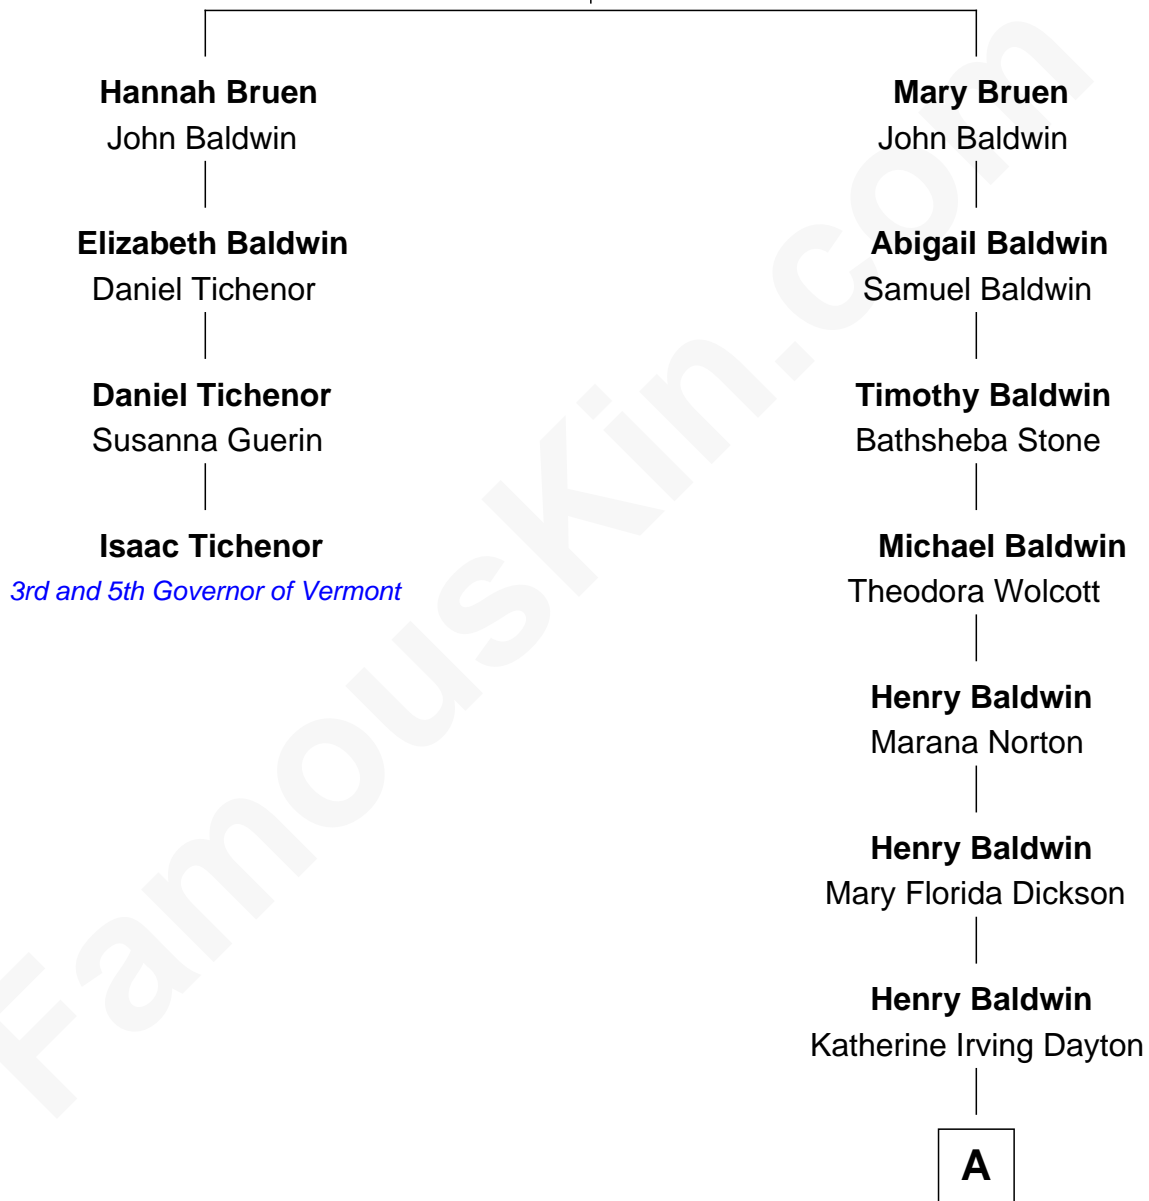 Hannah Bruen
John Baldwin
Elizabeth Baldwin
Daniel Tichenor
Daniel Tichenor
Susanna Guerin
Isaac Tichenor
3rd and 5th Governor of Vermont
Mary Bruen
John Baldwin
Abigail Baldwin
Samuel Baldwin
Timothy Baldwin
Bathsheba Stone
Michael Baldwin
Theodora Wolcott
Henry Baldwin
Marana Norton
Henry Baldwin
Mary Florida Dickson
Henry Baldwin
Katherine Irving Dayton
A
FamousKin.com